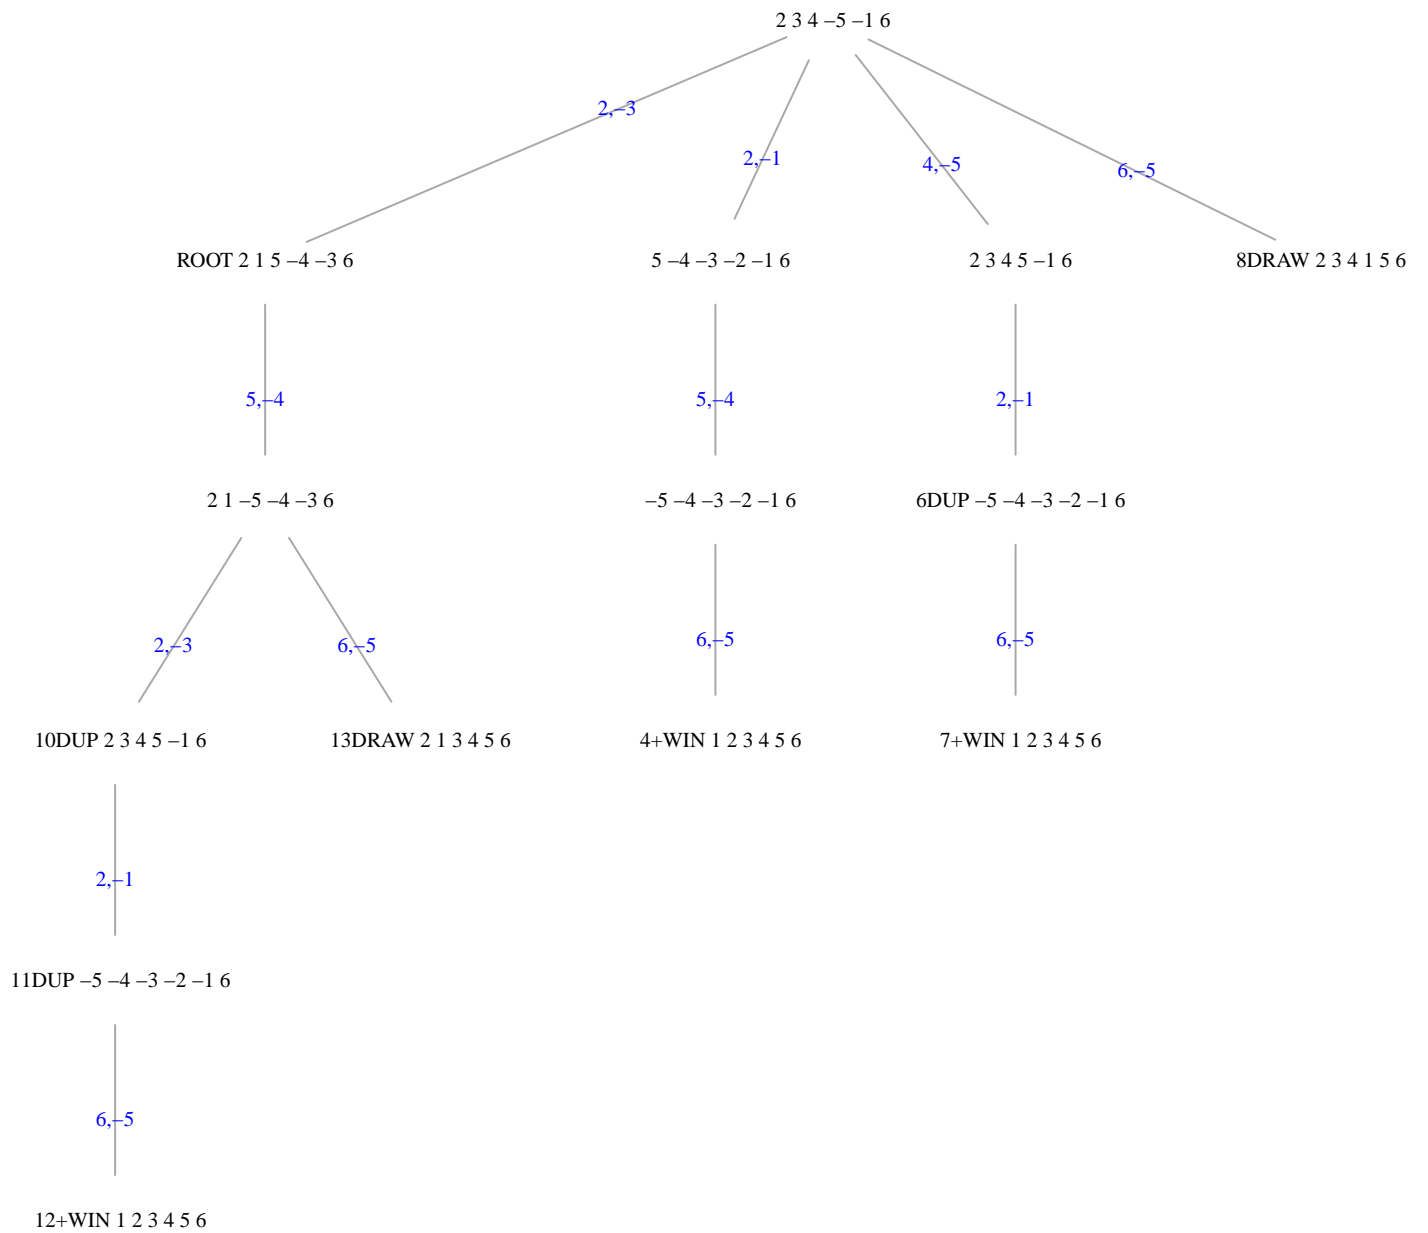 2 3 4 –5 –1 6
2,–3
2,–1
4,–5
6,–5
ROOT 2 1 5 –4 –3 6
5 –4 –3 –2 –1 6
2 3 4 5 –1 6
8DRAW 2 3 4 1 5 6
5,–4
5,–4
2,–1
2 1 –5 –4 –3 6
–5 –4 –3 –2 –1 6
6DUP –5 –4 –3 –2 –1 6
2,–3
6,–5
6,–5
6,–5
10DUP 2 3 4 5 –1 6
13DRAW 2 1 3 4 5 6
4+WIN 1 2 3 4 5 6
7+WIN 1 2 3 4 5 6
2,–1
11DUP –5 –4 –3 –2 –1 6
6,–5
12+WIN 1 2 3 4 5 6